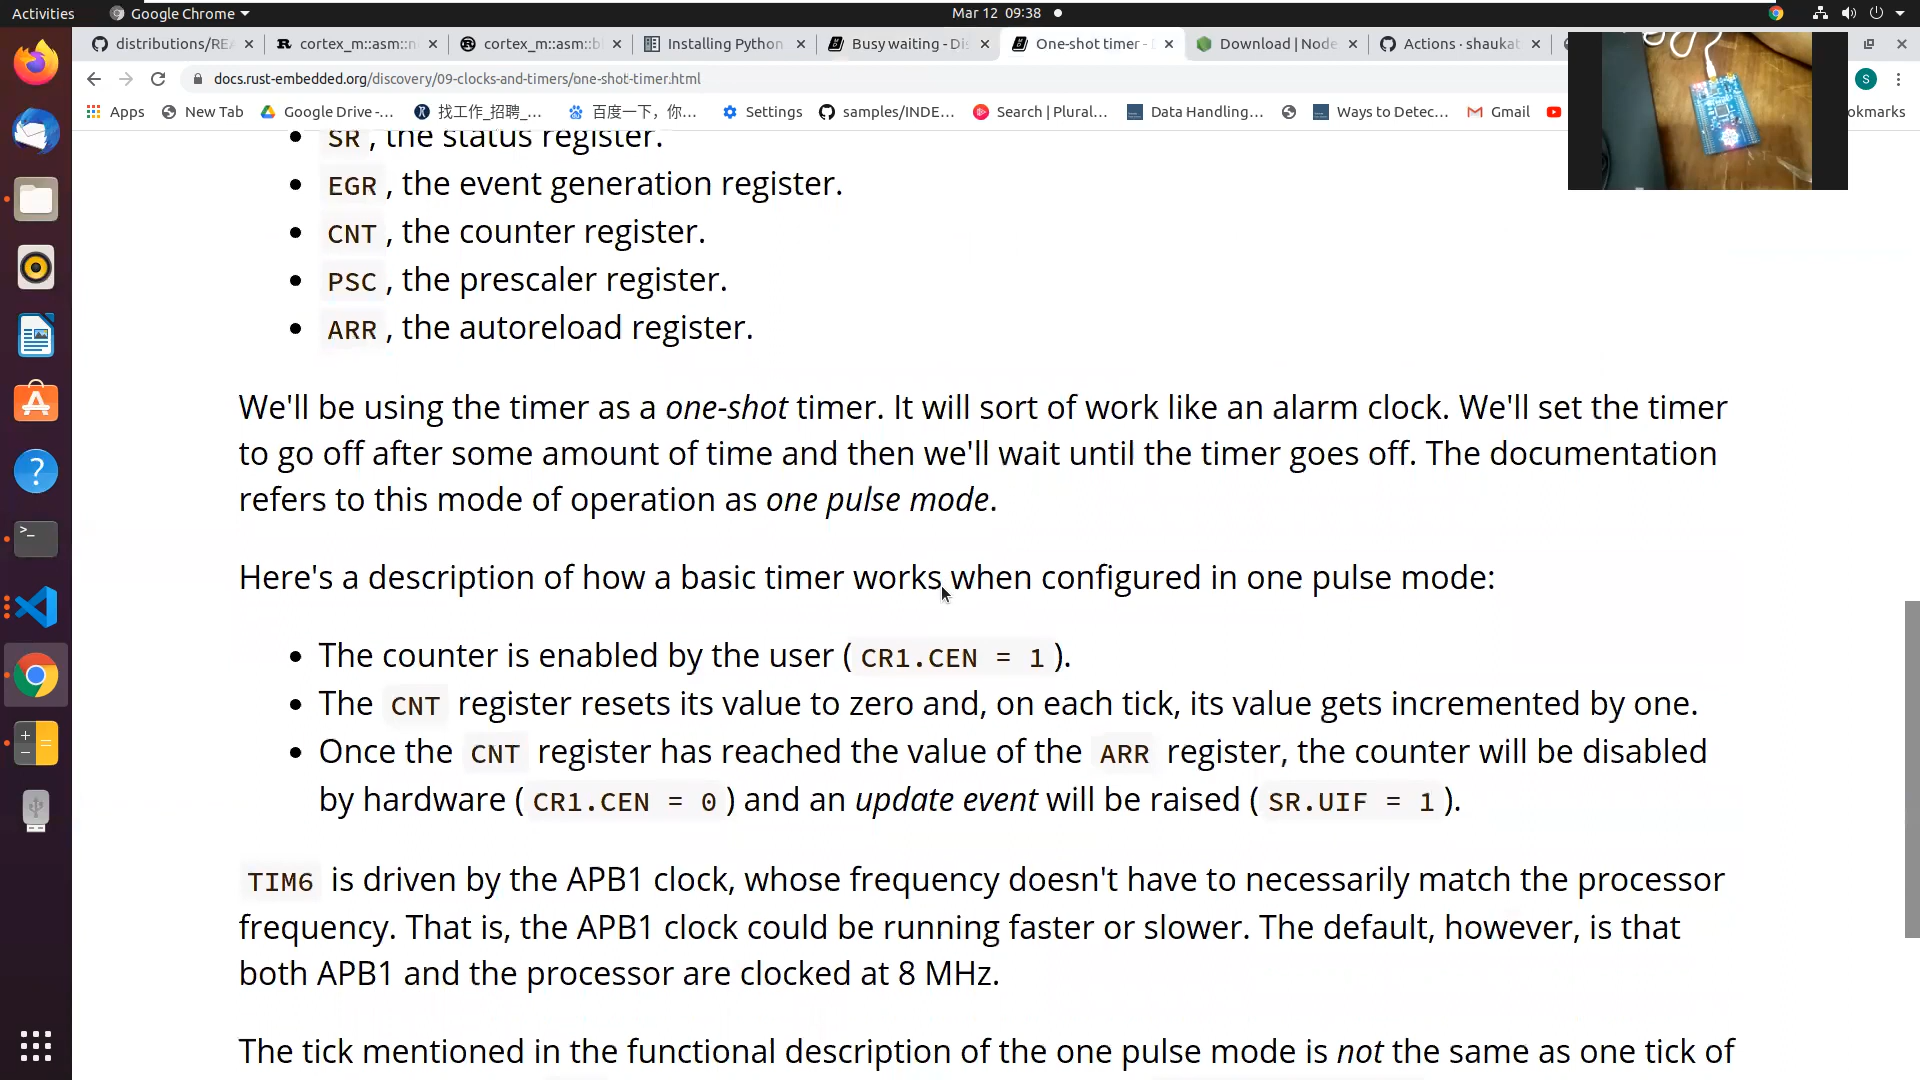 Activities Google Chrome Mar 12 09:38
distributions/REA cortex_m::asm::n cortex_m::asm::b Installing Python Busy waiting - Di One-shot timer - D Download | Node. Actions · shaukat
docs.rust-embedded.org/discovery/09-clocks-and-timers/one-shot-timer.html S
Apps New Tab Google Drive -... 找工作_招聘_... 百度一下，你... Settings samples/INDE... Search | Plural... Data Handling,... Ways to Detec... Gmail okmarks
• SR , the status register.
• EGR , the event generation register.
• CNT , the counter register.
• PSC , the prescaler register.
• ARR , the autoreload register.
We'll be using the timer as a one-shot timer. It will sort of work like an alarm clock. We'll set the timer
to go off after some amount of time and then we'll wait until the timer goes off. The documentation
refers to this mode of operation as one pulse mode.
Here's a description of how a basic timer works when configured in one pulse mode:
• The counter is enabled by the user ( CR1.CEN = 1 ).
• The CNT register resets its value to zero and, on each tick, its value gets incremented by one.
• Once the CNT register has reached the value of the ARR register, the counter will be disabled
by hardware ( CR1.CEN = 0 ) and an update event will be raised ( SR.UIF = 1 ).
TIM6 is driven by the APB1 clock, whose frequency doesn't have to necessarily match the processor
frequency. That is, the APB1 clock could be running faster or slower. The default, however, is that
both APB1 and the processor are clocked at 8 MHz.
The tick mentioned in the functional description of the one pulse mode is not the same as one tick of